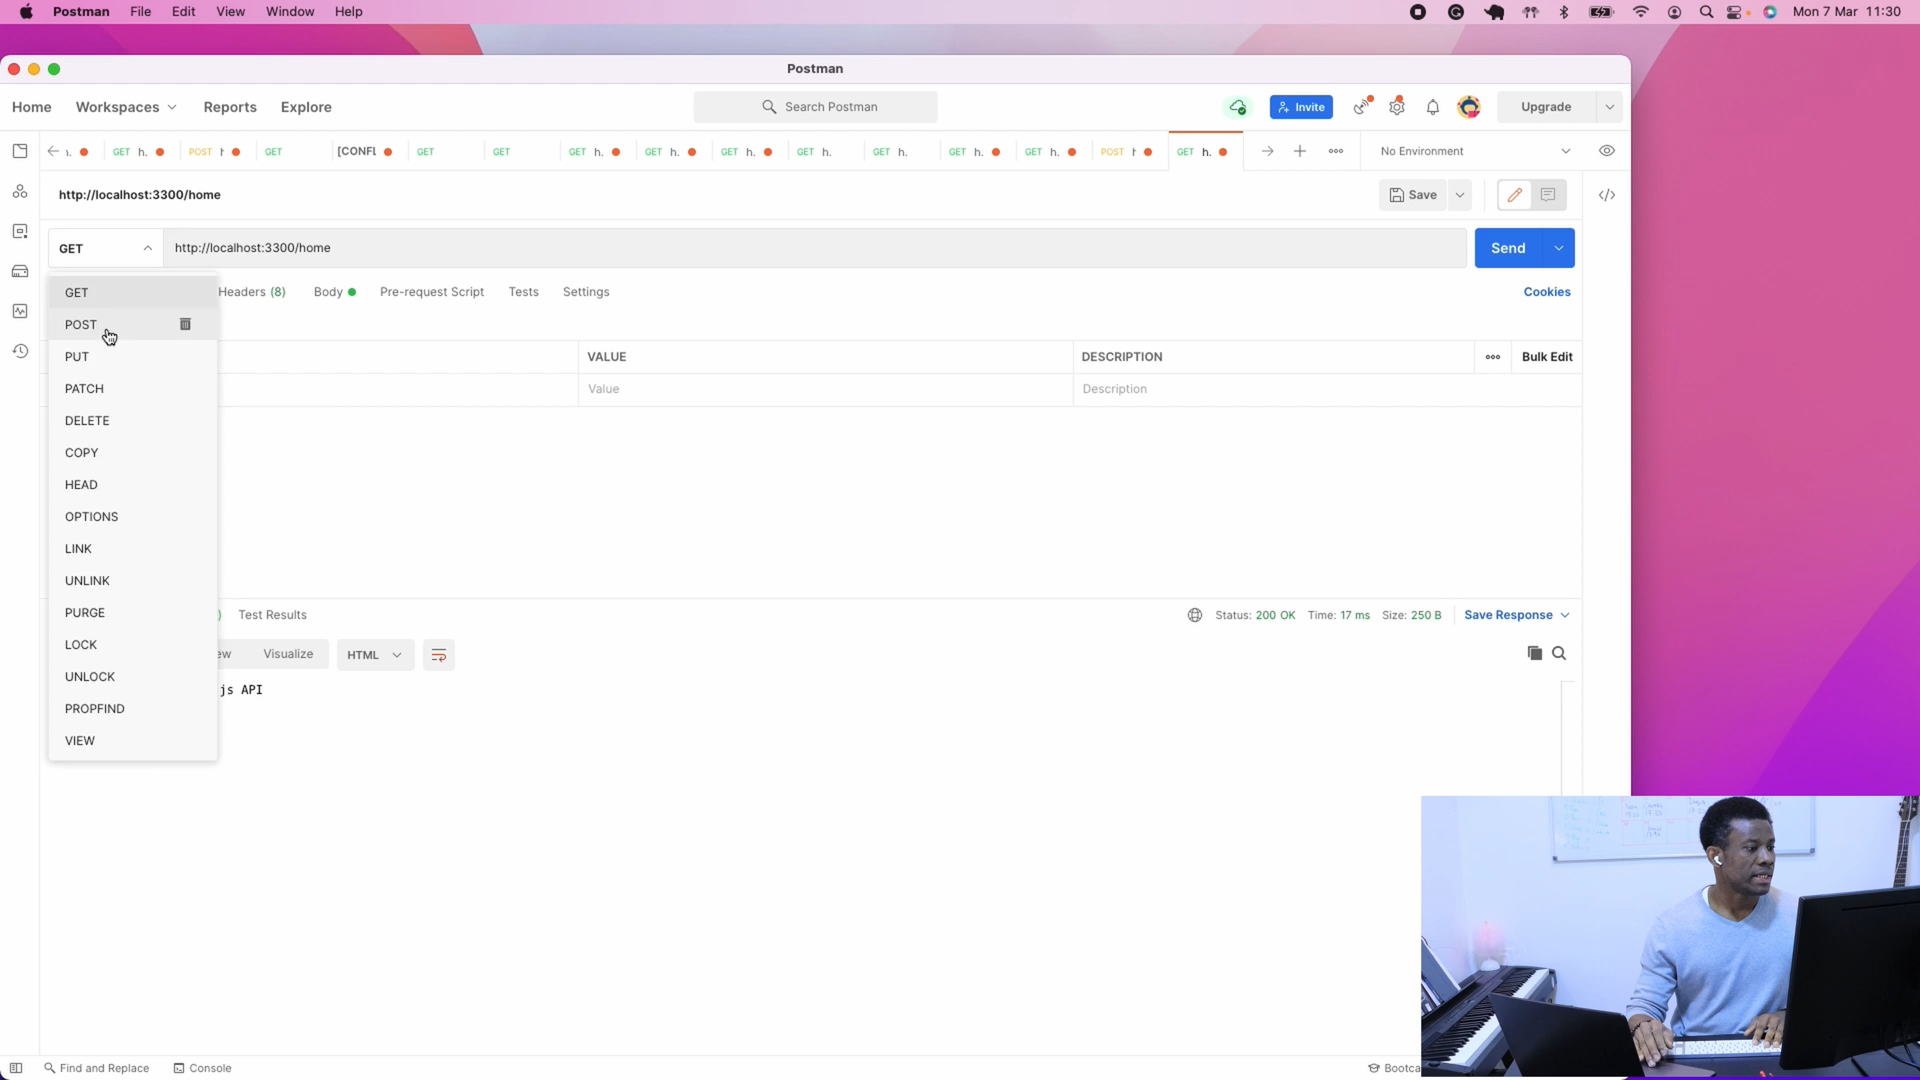 Postman File Edit View Window Help Mon 7 Mar 11:30
Postman
Home Workspaces Reports Explore Search Postman Invite Upgrade
GET h. POST GET [CONFL GET GET GET h. GET h. GET h. GET h. GET h. GET h. GET h. POST GET h. No Environment
http://localhost:3300/home Save
GET http://localhost:3300/home Send
GET Headers (8) Body Pre-request Script Tests Settings Cookies
POST
PUT VALUE DESCRIPTION Bulk Edit
PATCH Value Description
DELETE
COPY
HEAD
OPTIONS
LINK
UNLINK
PURGE Test Results Status: 200 OK Time: 17 ms Size: 250 B Save Response
LOCK Visualize HTML
UNLOCK js API
PROPFIND
VIEW
Find and Replace Console Bootca